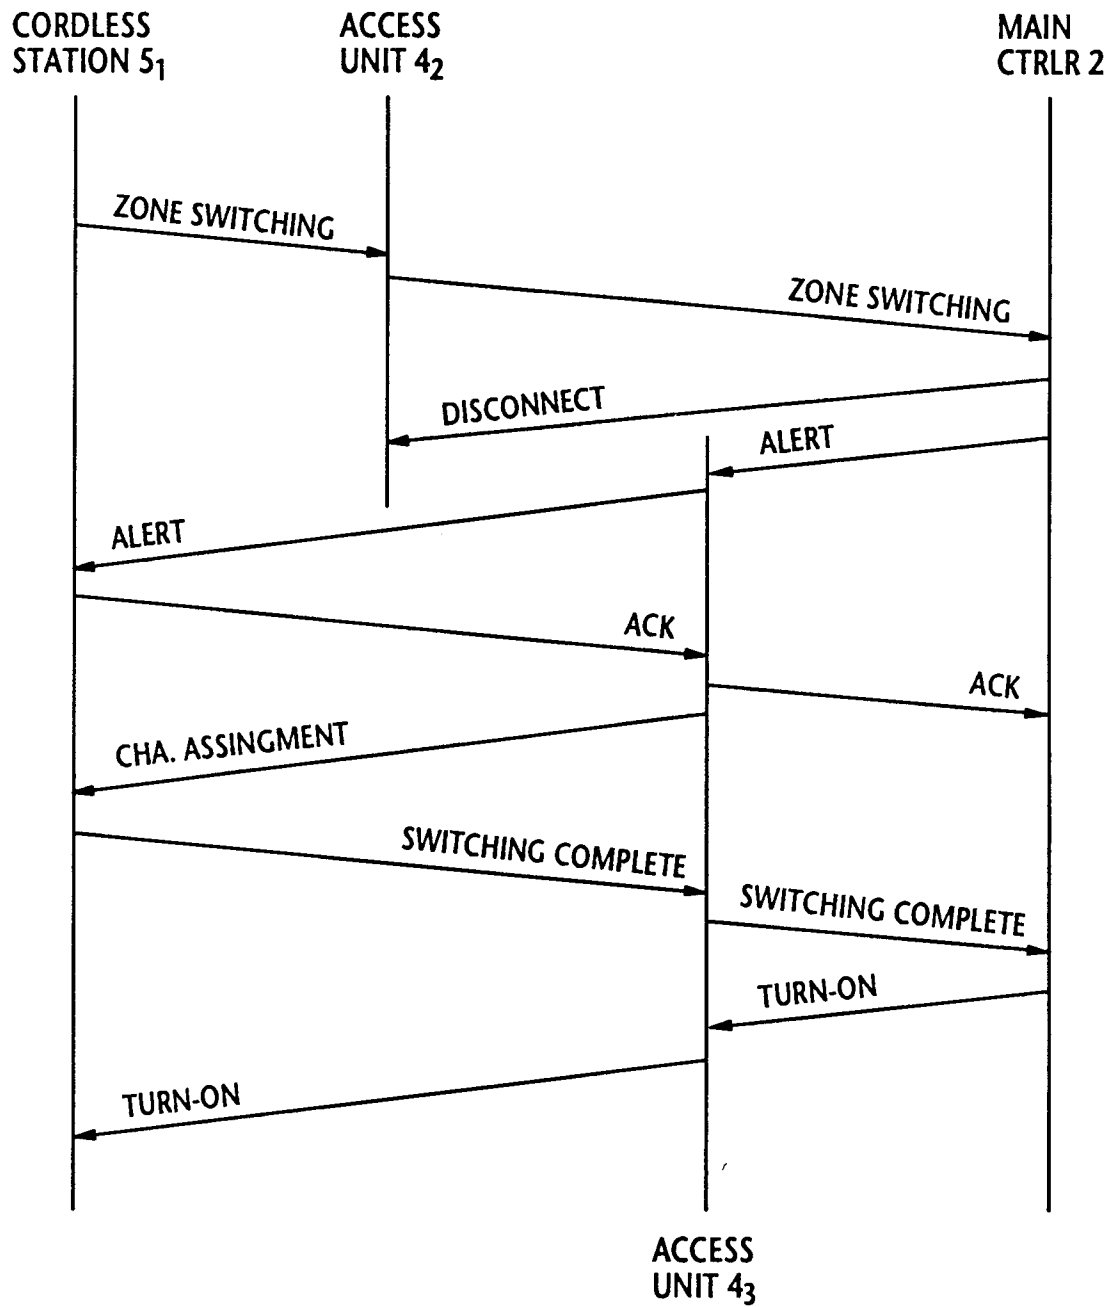 CORDLESS
STATION 5₁
ACCESS
UNIT 4₂
MAIN
CTRLR 2
ZONE SWITCHING
ZONE SWITCHING
DISCONNECT
ALERT
ALERT
ACK
ACK
CHA. ASSINGMENT
SWITCHING COMPLETE
SWITCHING COMPLETE
TURN-ON
TURN-ON
ACCESS
UNIT 4₃